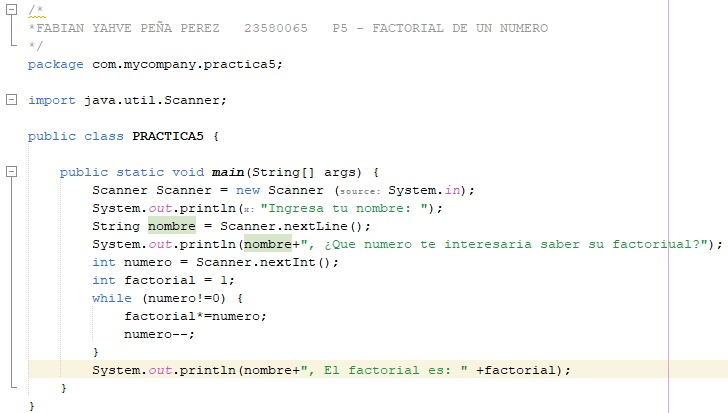 /*
*FABIAN YAHVE PEÑA PEREZ   23580065   P5 - FACTORIAL DE UN NUMERO
*/
package com.mycompany.practica5;
import java.util.Scanner;
public class PRACTICA5 {
public static void main(String[] args) {
Scanner Scanner = new Scanner (source: System.in);
System.out.println(x: "Ingresa tu nombre: ");
String nombre = Scanner.nextLine();
System.out.println(nombre+", ¿Que numero te interesaria saber su factoriual?");
int numero = Scanner.nextInt();
int factorial = 1;
while (numero!=0) {
factorial*=numero;
numero--;
}
System.out.println(nombre+", El factorial es: " +factorial);
}
}